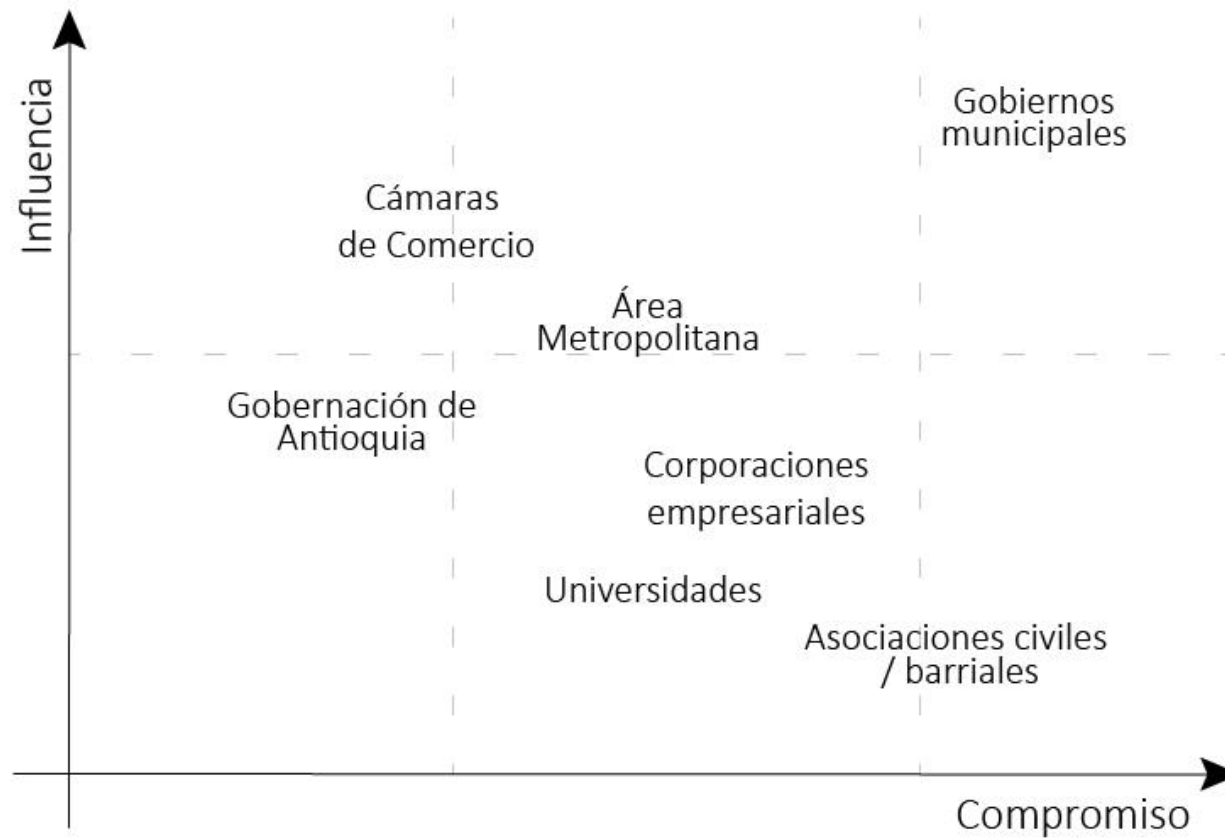 Influencia
Gobiernos
municipales
Cámaras
de Comercio
Área
Metropolitana
Gobernación de
Antioquia
Corporaciones
empresariales
Universidades
Asociaciones civiles
/ barriales
Compromiso